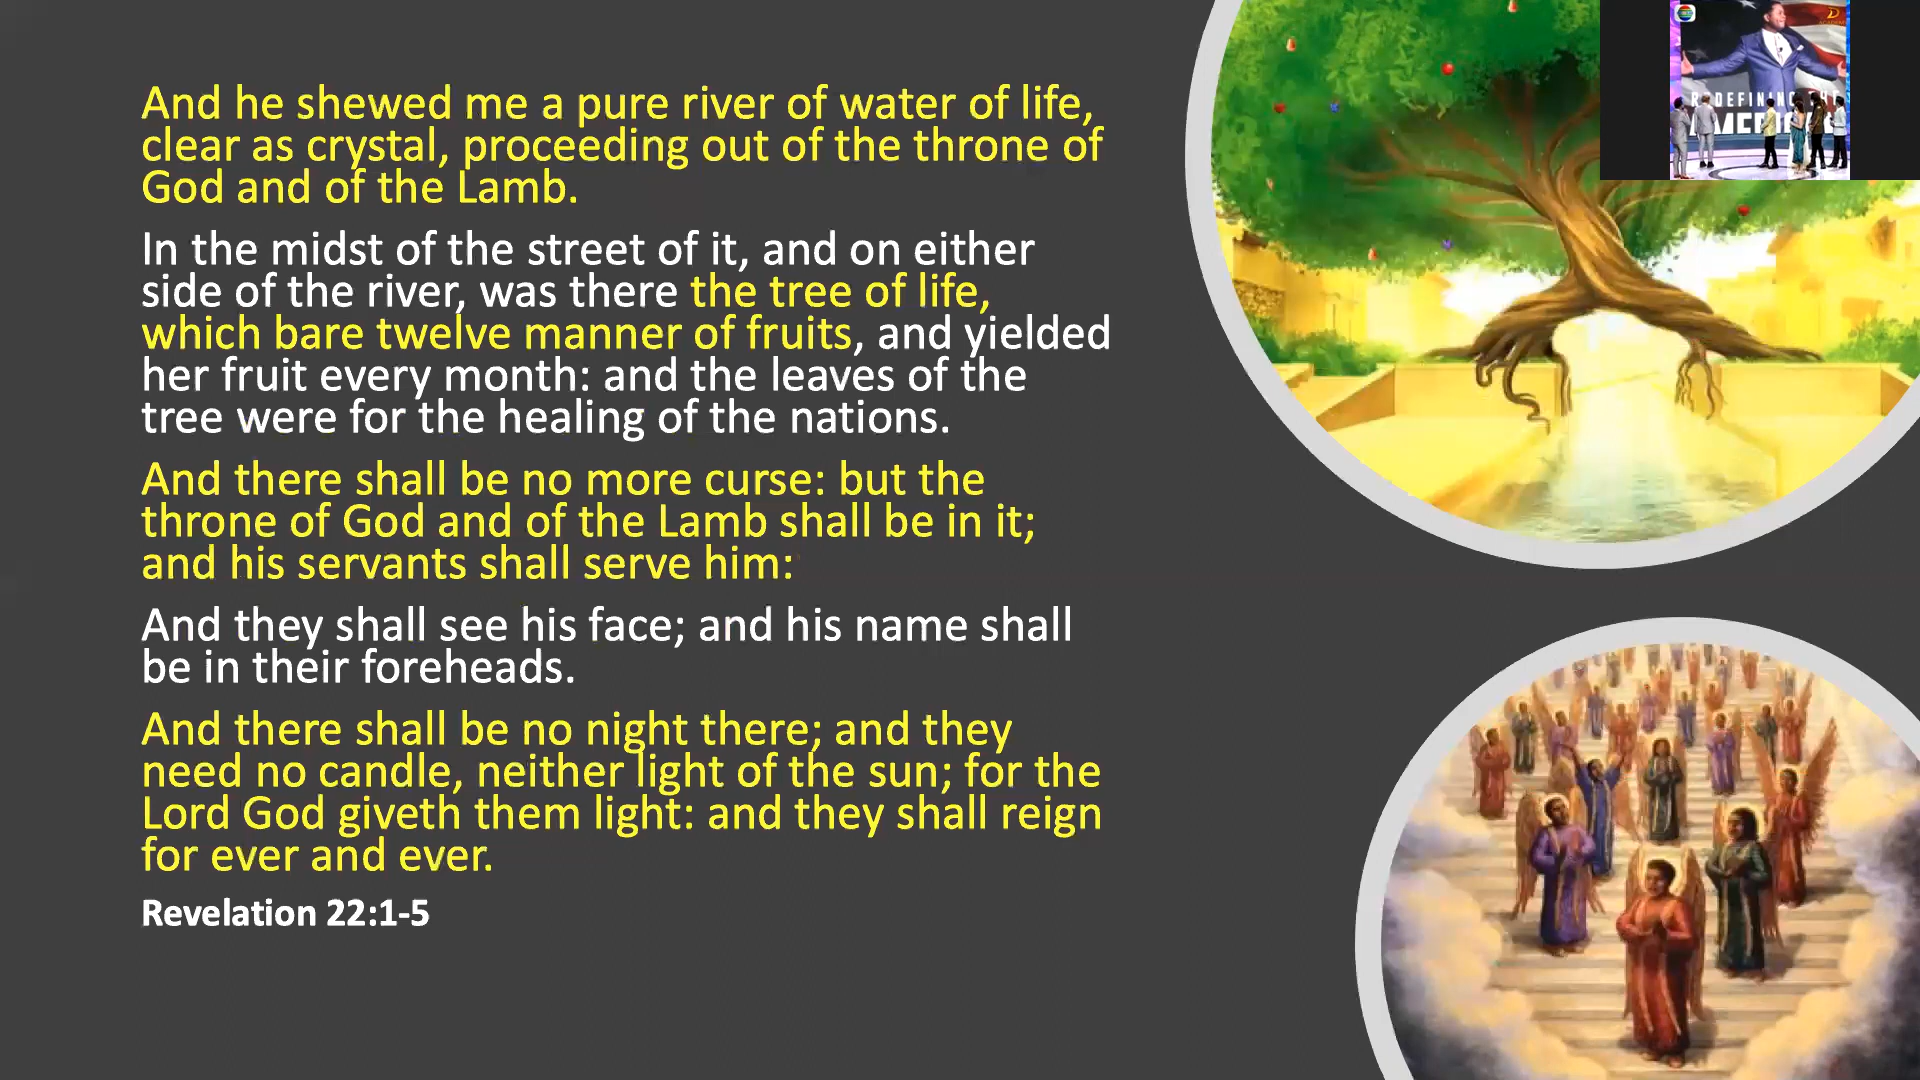 And he shewed me a pure river of water of life,
clear as crystal, proceeding out of the throne of
God and of the Lamb.
In the midst of the street of it, and on either
side of the river, was there the tree of life,
which bare twelve manner of fruits, and yielded
her fruit every month: and the leaves of the
tree were for the healing of the nations.
And there shall be no more curse: but the
throne of God and of the Lamb shall be in it;
and his servants shall serve him:
And they shall see his face; and his name shall
be in their foreheads.
And there shall be no night there; and they
need no candle, neither light of the sun; for the
Lord God giveth them light: and they shall reign
for ever and ever.
Revelation 22:1-5
REDEFINING THE